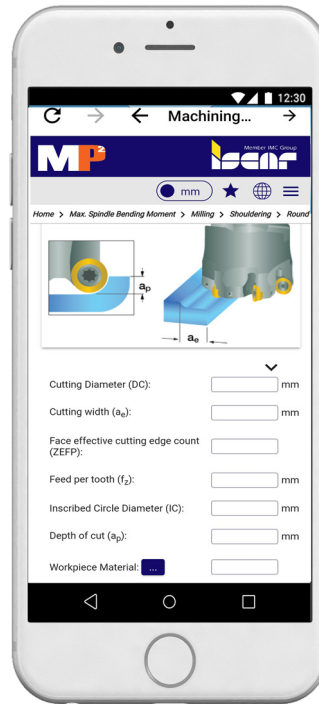 12:30
Machining...
MP²
Member IMC Group
iscar
mm
Home > Max. Spindle Bending Moment > Milling > Shouldering > Round
ap
ae
Cutting Diameter (DC): mm
Cutting width (ae): mm
Face effective cutting edge count
(ZEFP):
Feed per tooth (fz): mm
Inscribed Circle Diameter (IC): mm
Depth of cut (ap): mm
Workpiece Material: ...